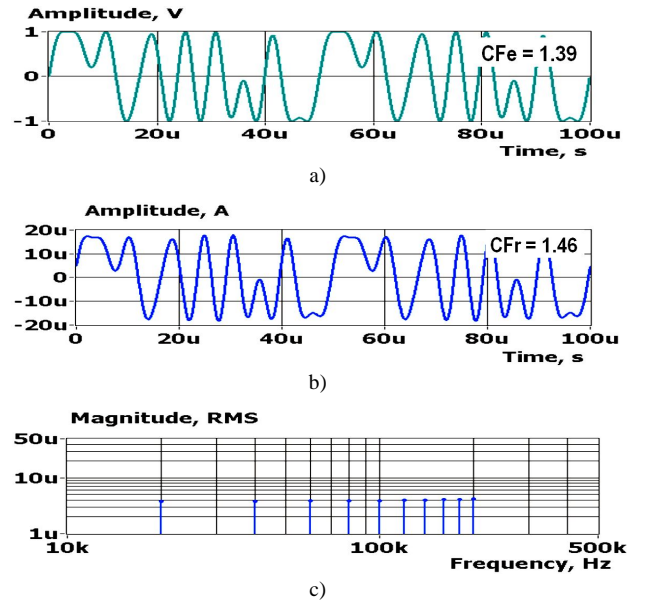 Amplitude, V
1
CFe = 1.39
0
-1
0 20u 40u 60u 80u 100u
Time, s
a)
Amplitude, A
20u
CFr = 1.46
10u
0
-10u
-20u
0 20u 40u 60u 80u 100u
Time, s
b)
Magnitude, RMS
50u
10u
1u
10k 100k 500k
Frequency, Hz
c)